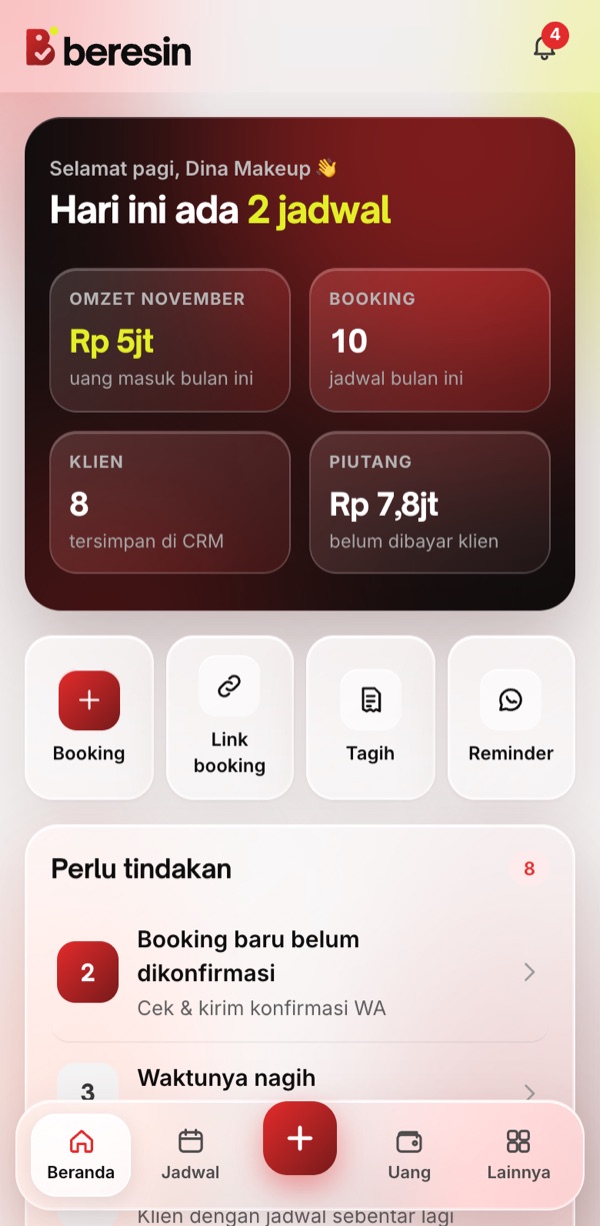 beresin
4
Selamat pagi, Dina Makeup 👋
Hari ini ada 2 jadwal
OMZET NOVEMBER
Rp 5jt
uang masuk bulan ini
BOOKING
10
jadwal bulan ini
KLIEN
8
tersimpan di CRM
PIUTANG
Rp 7,8jt
belum dibayar klien
Booking
Link
booking
Tagih
Reminder
Perlu tindakan
8
2
Booking baru belum
dikonfirmasi
Cek & kirim konfirmasi WA
3
Waktunya nagih
Beranda
Jadwal
Uang
Lainnya
Klien dengan jadwal sebentar lagi